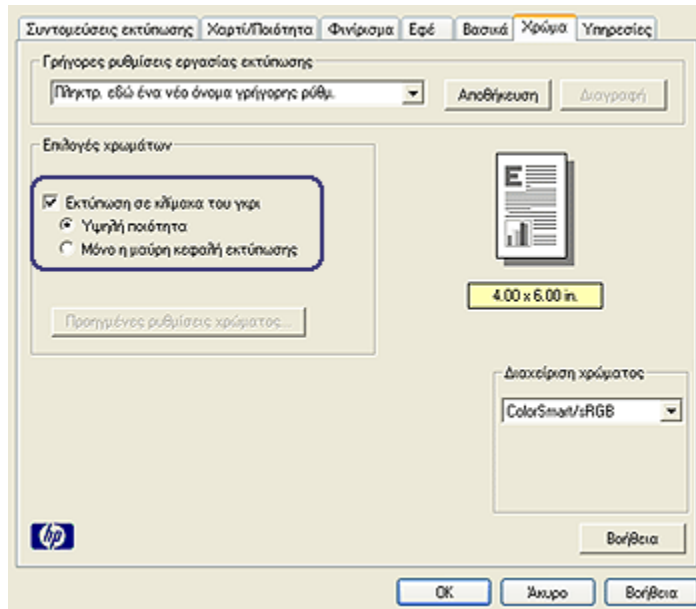 Συντομεύσεις εκτύπωσης Χαρτί/Ποιότητα Φινίρισμα Εφέ Βασικά Χρώμα Υπηρεσίες
Γρήγορες ρυθμίσεις εργασίας εκτύπωσης
Πληκτρ. εδώ ένα νέο όνομα γρήγορης ρύθμ. Αποθήκευση Διαγραφή
Επιλογές χρωμάτων
Εκτύπωση σε κλίμακα του γκρι
Υψηλή ποιότητα
Μόνο η μαύρη κεφαλή εκτύπωσης
Προηγμένες ρυθμίσεις χρώματος...
E
4.00 x 6.00 in.
Διαχείριση χρώματος
ColorSmart/sRGB
hp
Βοήθεια
OK Άκυρο Βοήθεια